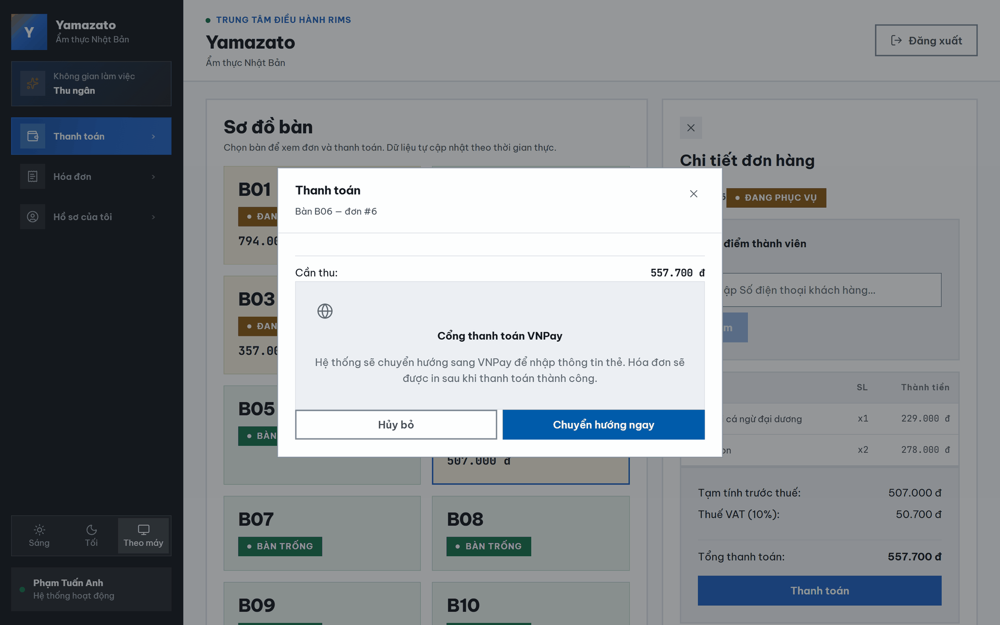 Y
Yamazato
Ẩm thực Nhật Bản
Không gian làm việc
Thu ngân
Thanh toán
Hóa đơn
Hồ sơ của tôi
Sáng
Tối
Theo máy
Phạm Tuấn Anh
Hệ thống hoạt động
TRUNG TÂM ĐIỀU HÀNH RIMS
Yamazato
Ẩm thực Nhật Bản
Đăng xuất
Sơ đồ bàn
Chọn bàn để xem đơn và thanh toán. Dữ liệu tự cập nhật theo thời gian thực.
B01
B03
B05
BÀN
507.000 đ
B07
BÀN TRỐNG
B08
BÀN TRỐNG
B09
B10
Thanh toán
Bàn B06 — đơn #6
Cần thu:
557.700 đ
Cổng thanh toán VNPay
Hệ thống sẽ chuyển hướng sang VNPay để nhập thông tin thẻ. Hóa đơn sẽ
được in sau khi thanh toán thành công.
Hủy bỏ
Chuyển hướng ngay
Chi tiết đơn hàng
ĐANG PHỤC VỤ
điểm thành viên
Số điện thoại khách hàng...
SL
Thành tiền
cá ngừ đại dương
x1
229.000 đ
x2
278.000 đ
Tạm tính trước thuế:
507.000 đ
Thuế VAT (10%):
50.700 đ
Tổng thanh toán:
557.700 đ
Thanh toán